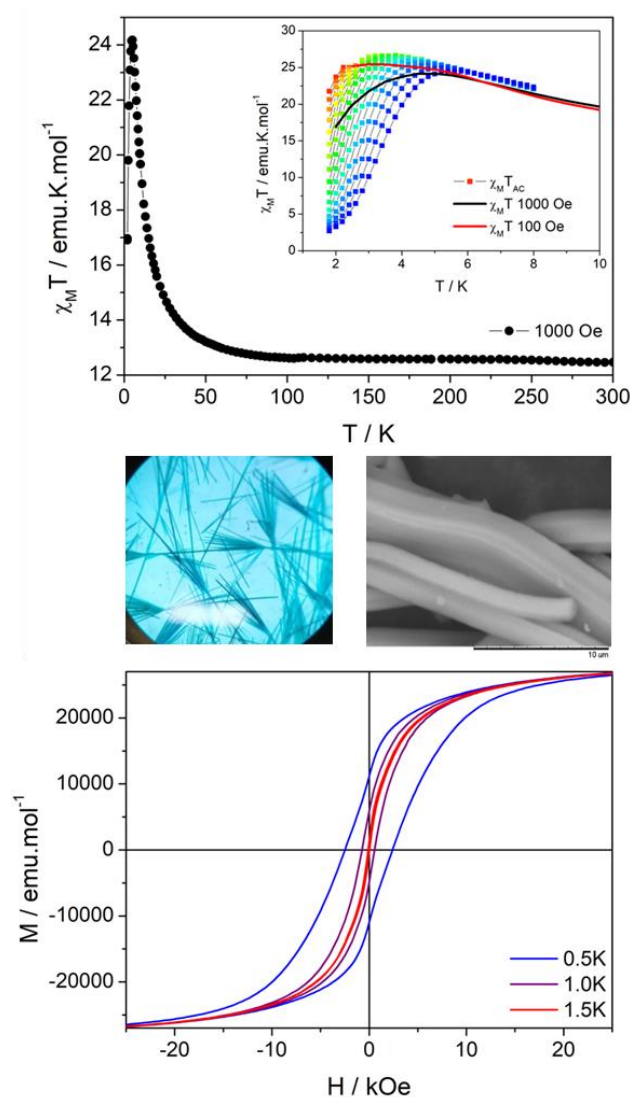 24
22
20
18
16
14
12
0
50
100
150
200
250
300
χMT / emu.K.mol⁻¹
T / K
1000 Oe
30
25
20
15
10
5
0
2
4
6
8
10
χMT / emu.K.mol⁻¹
T / K
χMTAC
χMT 1000 Oe
χMT 100 Oe
10 um
20000
10000
0
-10000
-20000
-20
-10
0
10
20
M / emu.mol⁻¹
H / kOe
0.5K
1.0K
1.5K